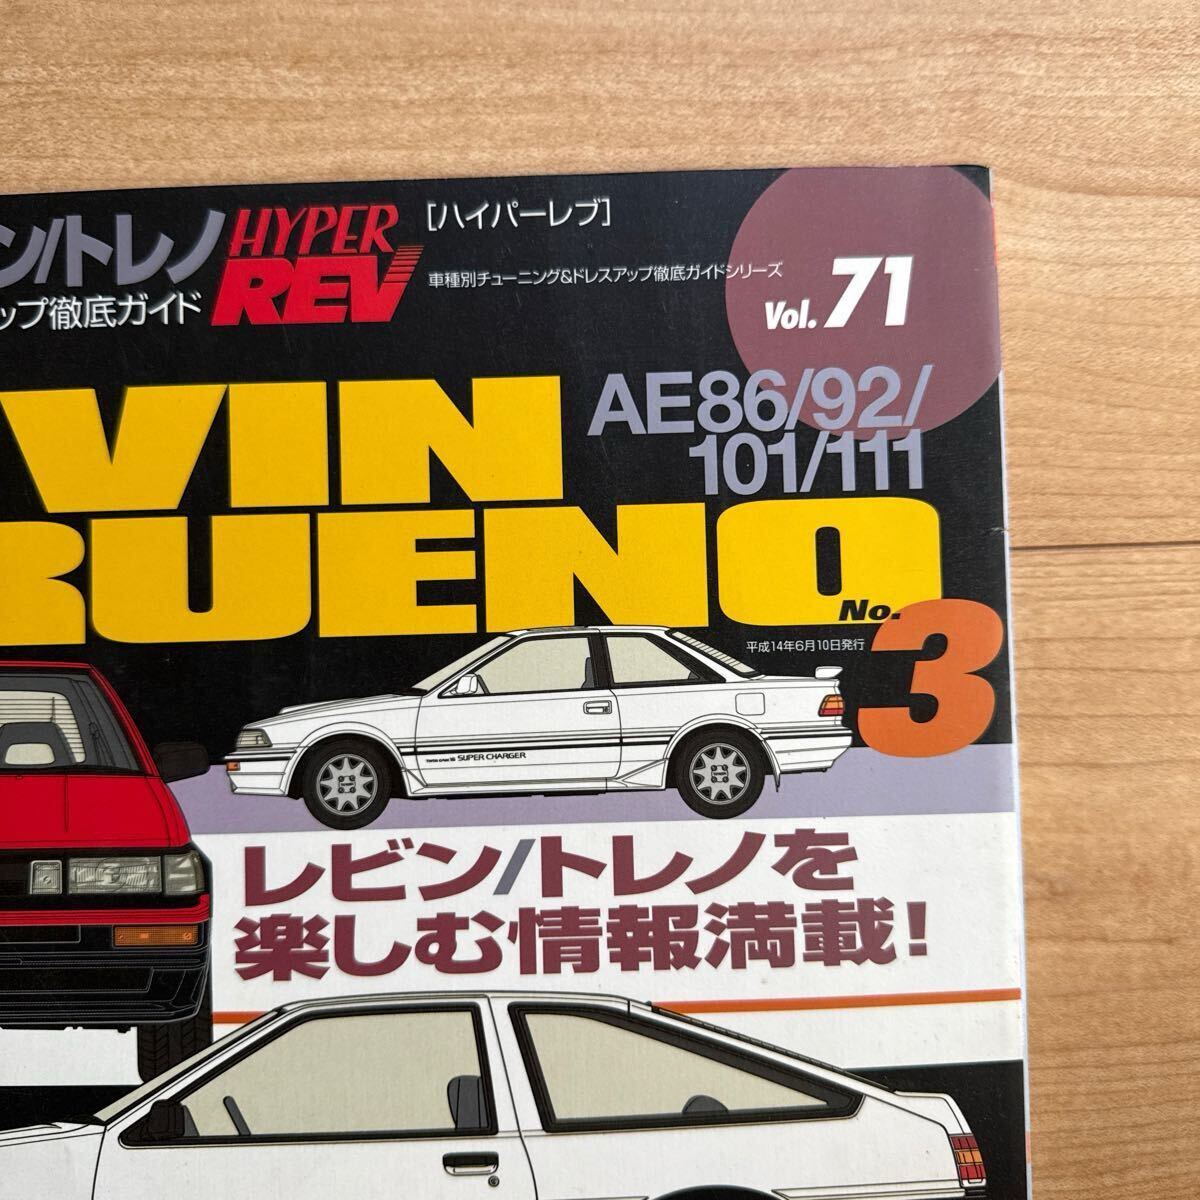 ン/トレノ
ップ徹底ガイド
HYPER
REV
[ハイパーレブ]
車種別チューニング&ドレスアップ徹底ガイドシリーズ
Vol. 71
VIN
AE86/92/
101/111
RUENO
No. 3
平成14年6月10日発行
TWIN CAM 16 SUPER CHARGER
レビン/トレノを
楽しむ情報満載!